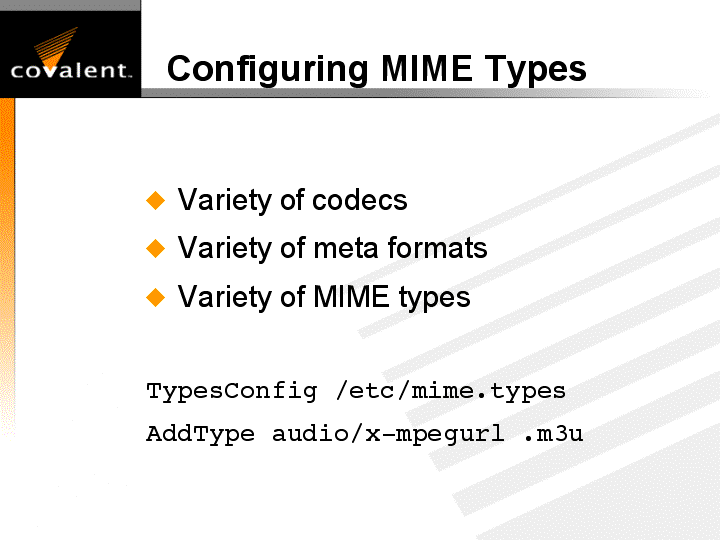 covalent™
Configuring MIME Types
Variety of codecs
Variety of meta formats
Variety of MIME types
TypesConfig /etc/mime.types
AddType audio/x-mpegurl .m3u